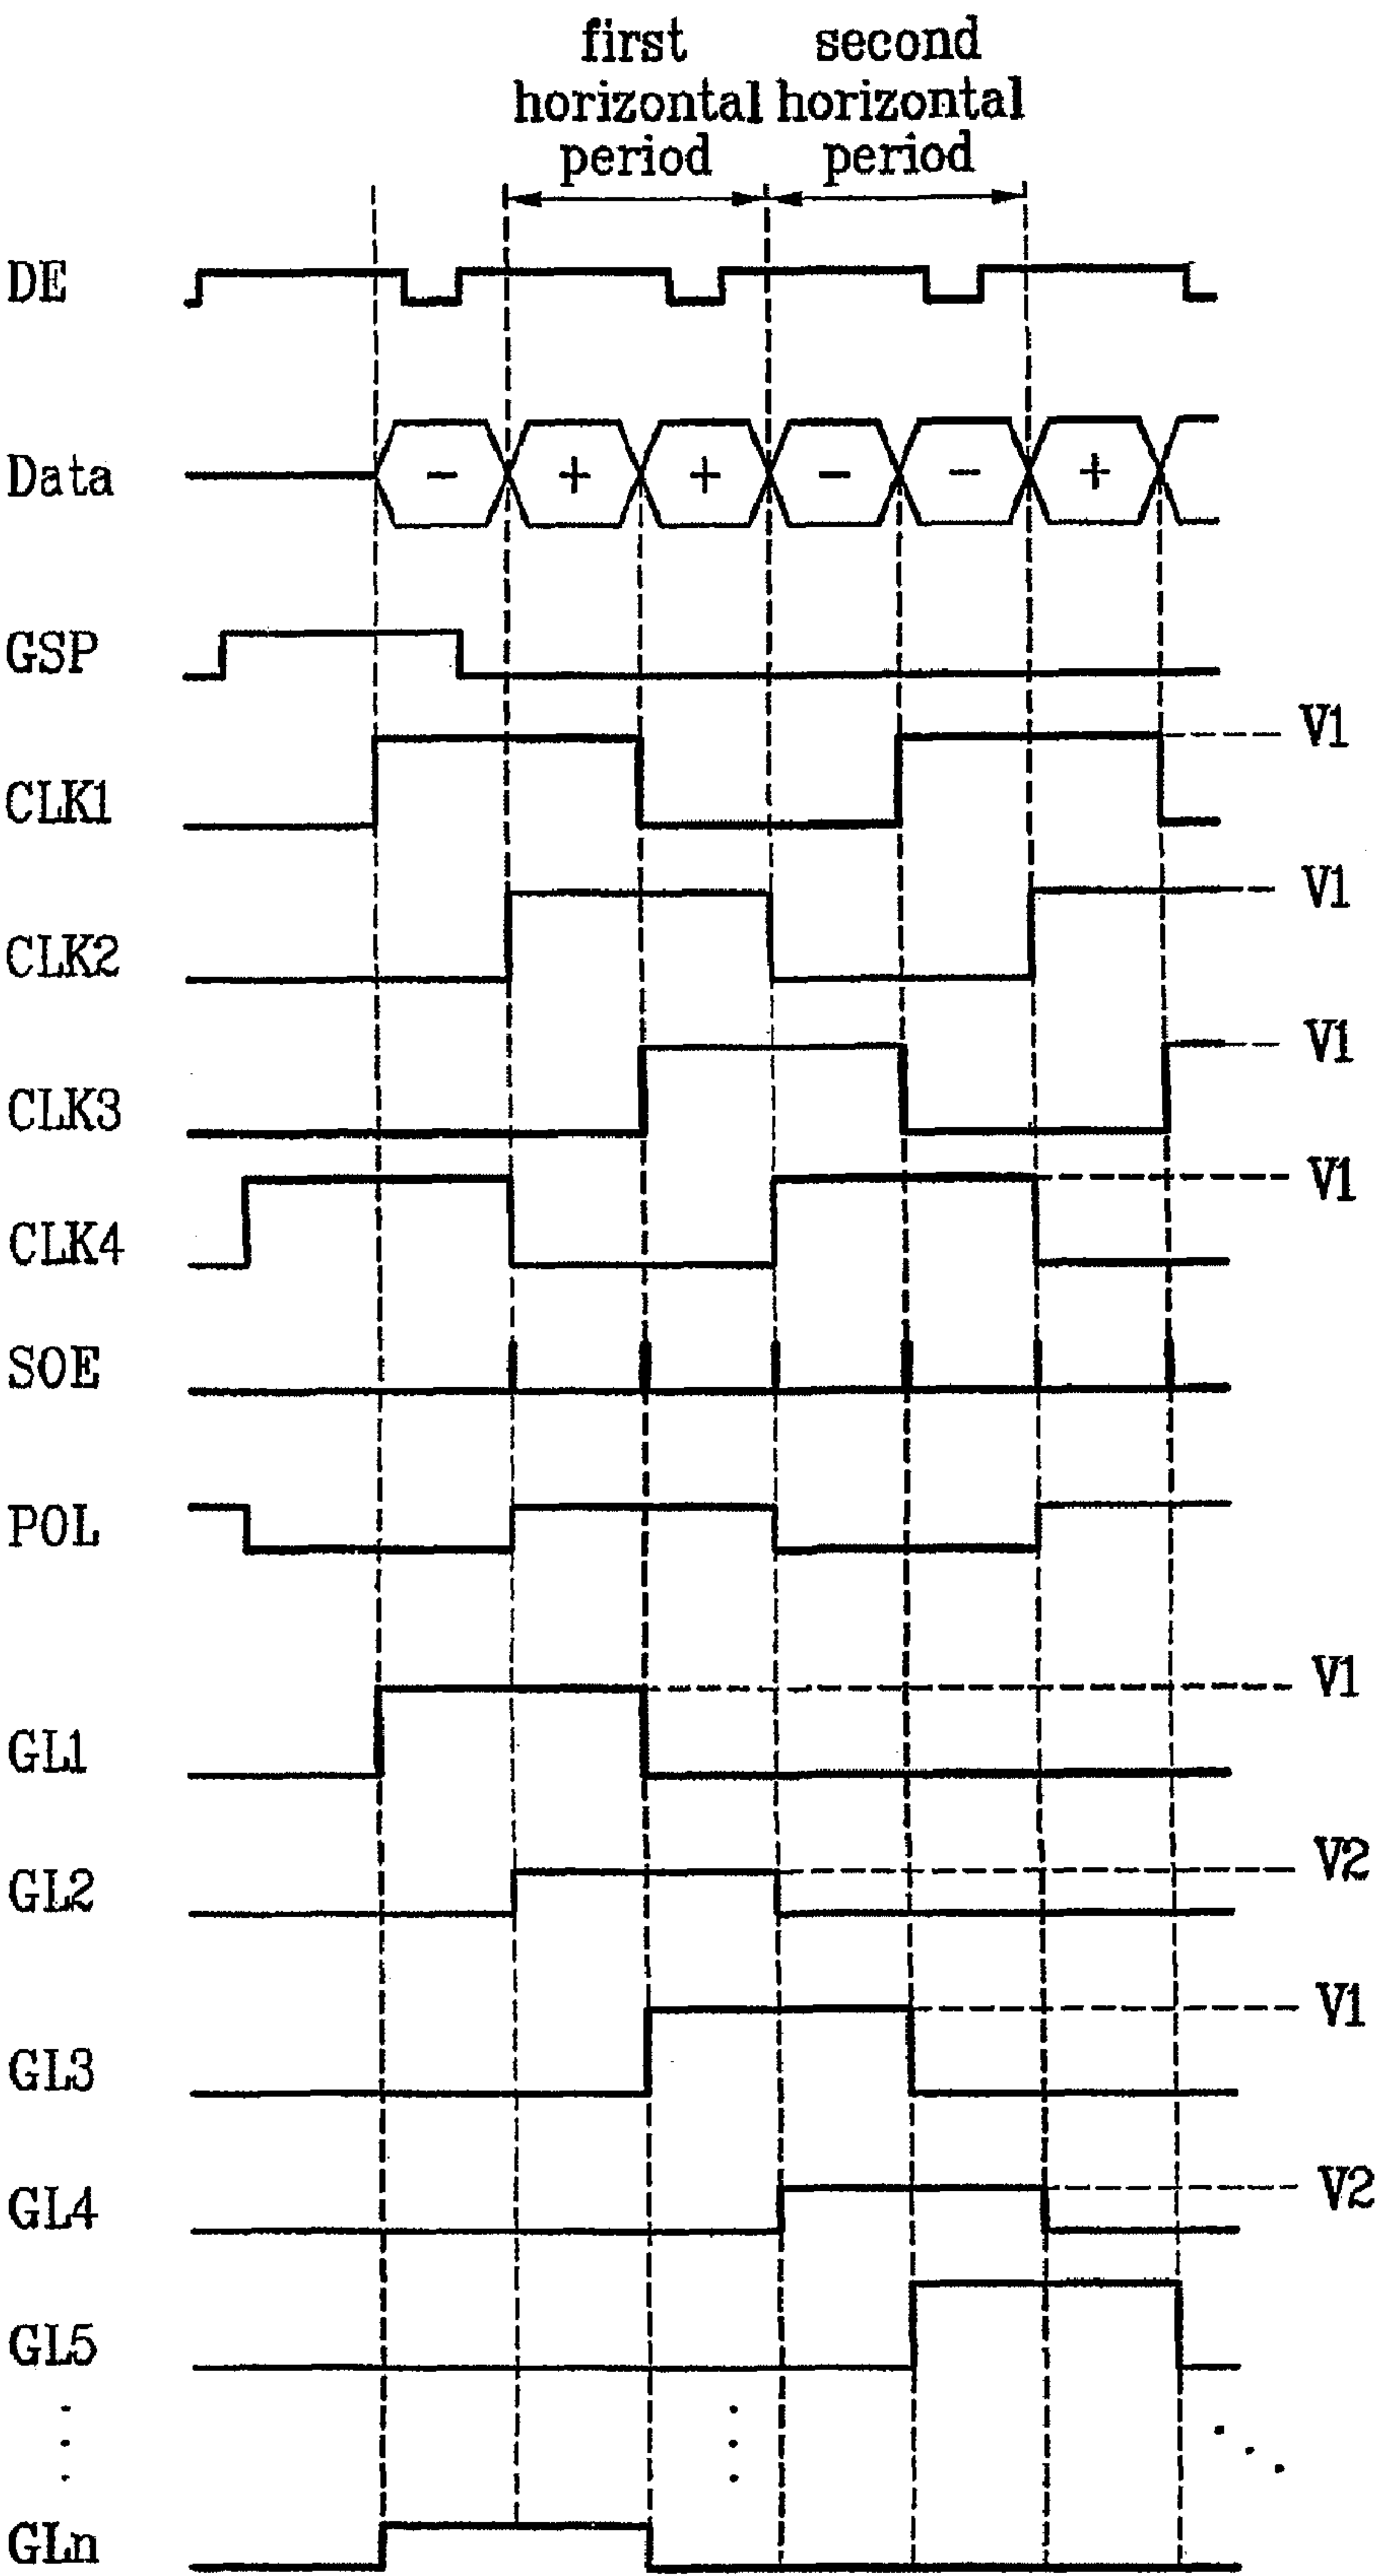 first
horizontal
period
second
horizontal
period
DE
Data
- + + - - +
GSP
CLK1
V1
CLK2
V1
CLK3
V1
CLK4
V1
SOE
POL
GL1
V1
GL2
V2
GL3
V1
GL4
V2
GL5
GLn